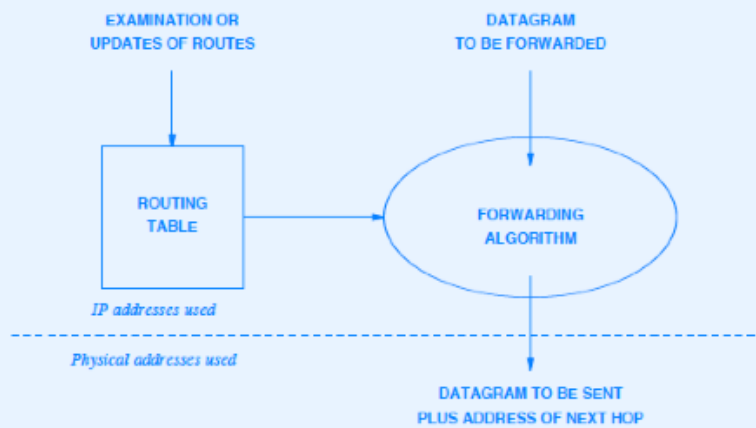 EXAMINATION OR
UPDATES OF ROUTES
DATAGRAM
TO BE FORWARDED
ROUTING
TABLE
FORWARDING
ALGORITHM
IP addresses used
Physical addresses used
DATAGRAM TO BE SENT
PLUS ADDRESS OF NEXT HOP